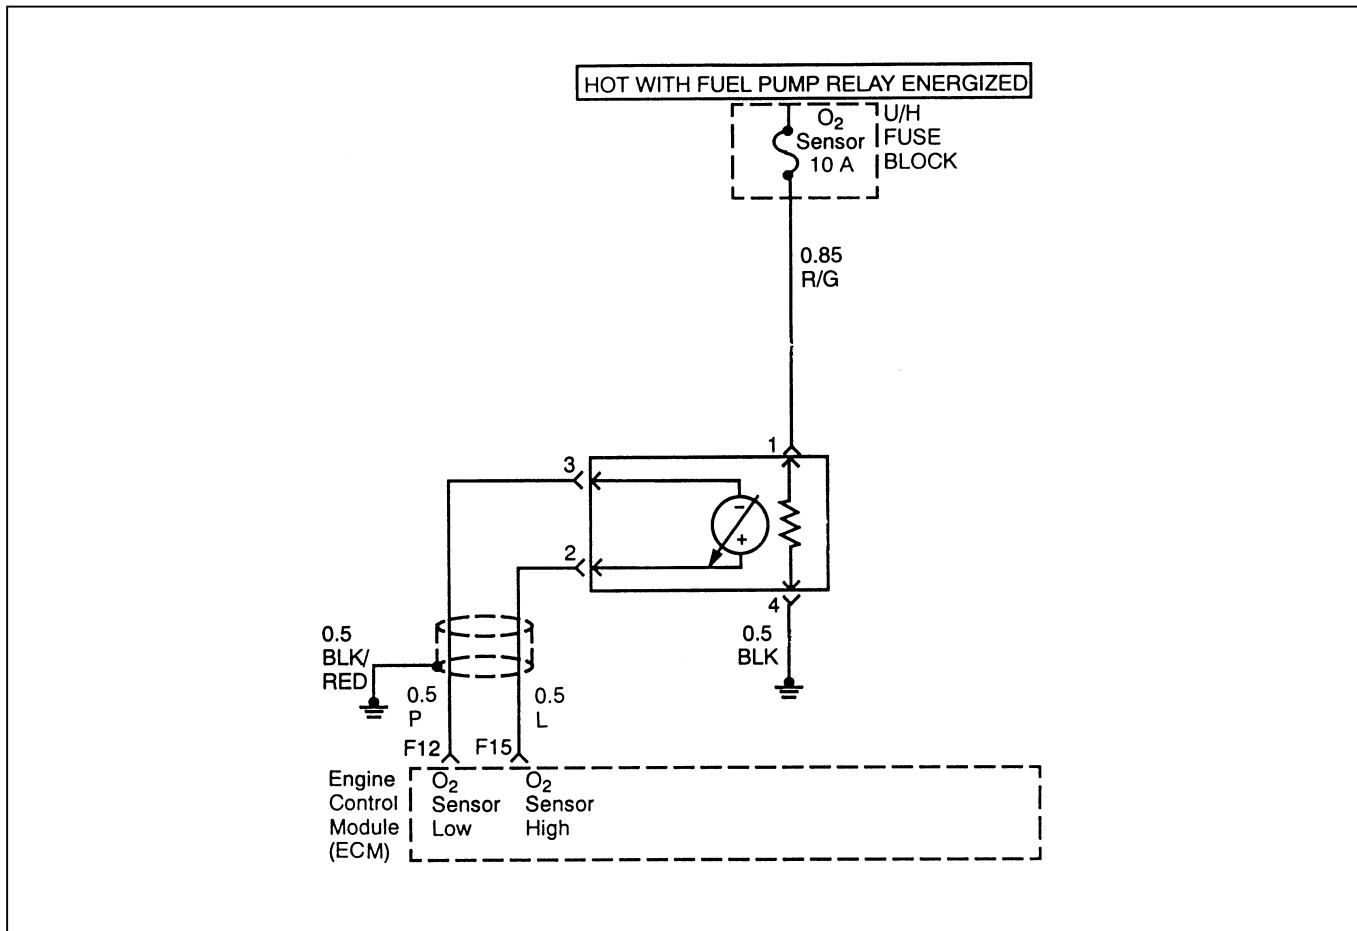 HOT WITH FUEL PUMP RELAY ENERGIZED
O2
Sensor
10 A
U/H
FUSE
BLOCK
0.85
R/G
1
3
2
4
-
+
0.5
BLK/
RED
0.5
BLK
0.5
P
0.5
L
F12
F15
Engine
Control
Module
(ECM)
O2
Sensor
Low
O2
Sensor
High